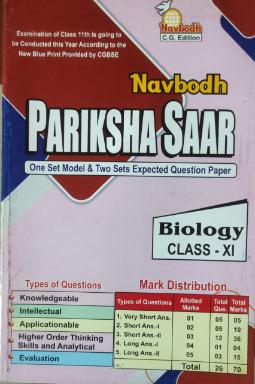 Examination of Class 11th is going to
be Conducted this Year According to the
New Blue Print Provided by CGBSE
Navbodh
C.G. Edition
Navbodh
PARIKSHA SAAR
One Set Model & Two Sets Expected Question Paper
Biology
CLASS - XI
Types of Questions
Knowledgeable
Intellectual
Applicationable
Higher Order Thinking
Skills and Analytical
Evaluation
Mark Distribution
Types of Questions Allotted Marks Total Que. Total Marks
1. Very Short Ans. 01 05 05
2. Short Ans.-I 02 05 10
3. Short Ans.-II 03 12 36
4. Long Ans.-I 04 01 04
5. Long Ans.-II 05 03 15
Total 26 70